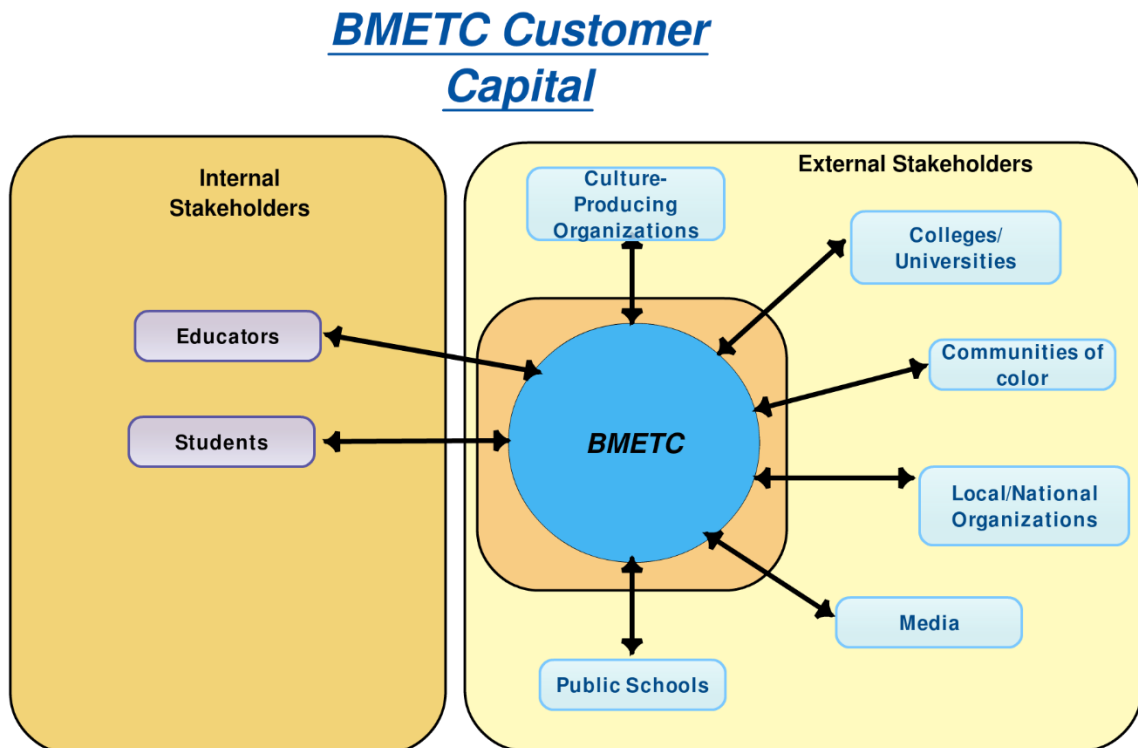 BMETC Customer
Capital
Internal
Stakeholders
Educators
Students
External Stakeholders
Culture-
Producing
Organizations
Colleges/
Universities
Communities of
color
BMETC
Local/National
Organizations
Media
Public Schools